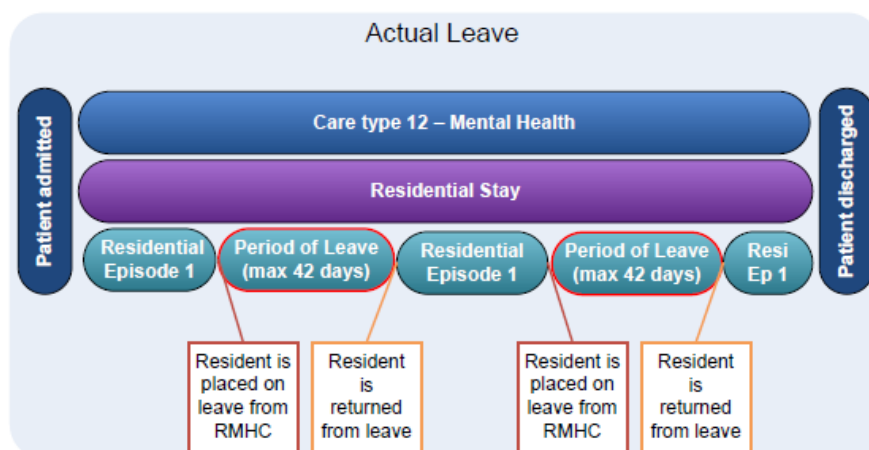 Actual Leave
Patient admitted
Care type 12 – Mental Health
Residential Stay
Residential
Episode 1
Period of Leave
(max 42 days)
Residential
Episode 1
Period of Leave
(max 42 days)
Resi
Ep 1
Patient discharged
Resident is
placed on
leave from
RMHC
Resident
is
returned
from leave
Resident is
placed on
leave from
RMHC
Resident
is
returned
from leave